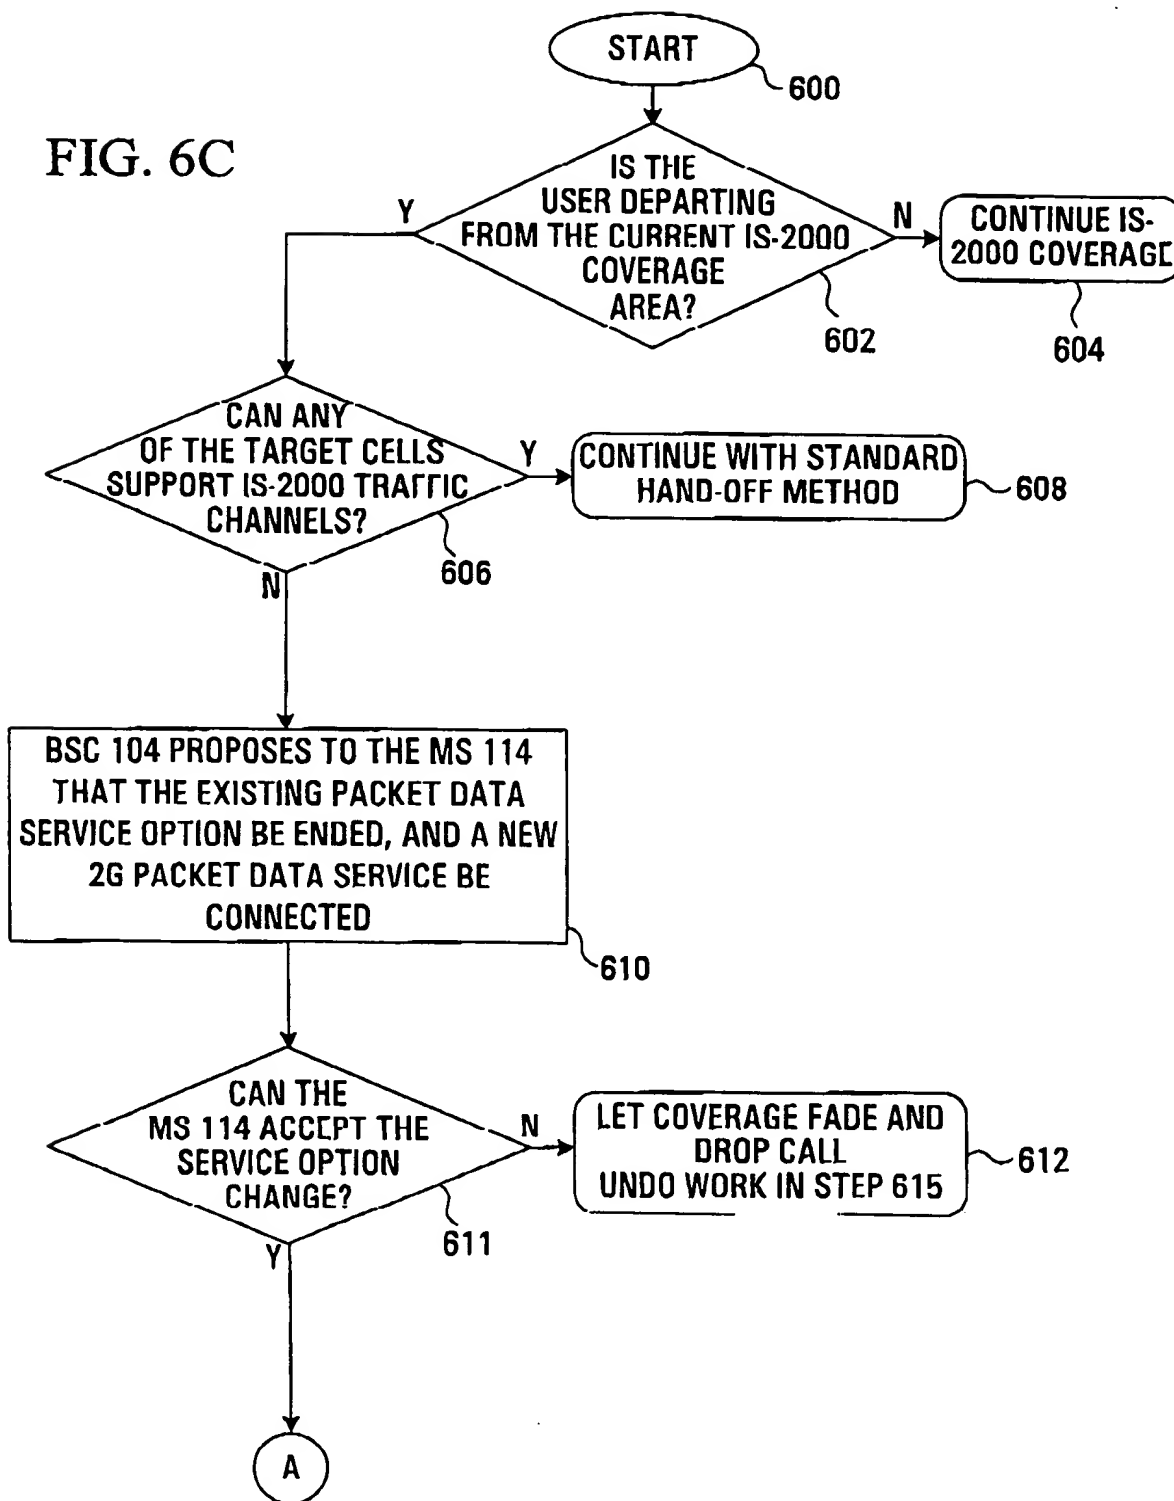 START
600
FIG. 6C
IS THE
USER DEPARTING
FROM THE CURRENT IS-2000
COVERAGE
AREA?
Y
N
602
CONTINUE IS-
2000 COVERAGE
604
CAN ANY
OF THE TARGET CELLS
SUPPORT IS-2000 TRAFFIC
CHANNELS?
Y
N
606
CONTINUE WITH STANDARD
HAND-OFF METHOD
608
BSC 104 PROPOSES TO THE MS 114
THAT THE EXISTING PACKET DATA
SERVICE OPTION BE ENDED, AND A NEW
2G PACKET DATA SERVICE BE
CONNECTED
610
CAN THE
MS 114 ACCEPT THE
SERVICE OPTION
CHANGE?
N
Y
611
LET COVERAGE FADE AND
DROP CALL
UNDO WORK IN STEP 615
612
A